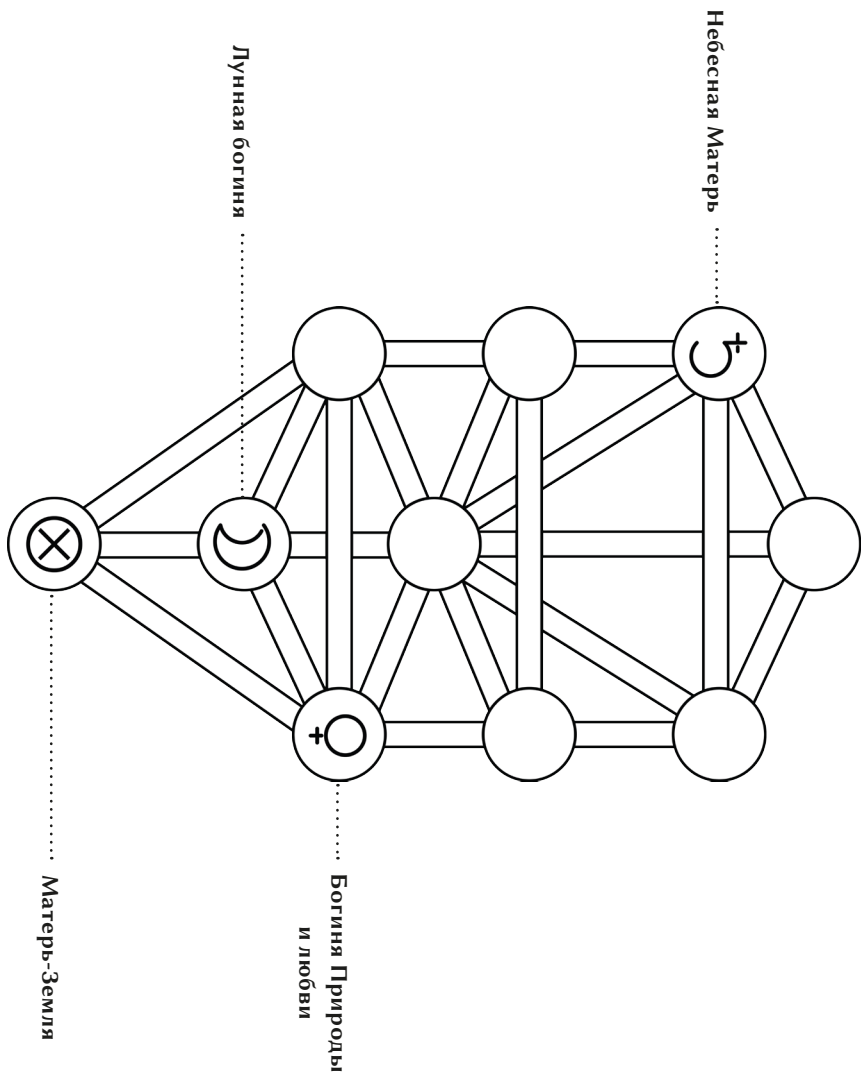 Небесная Матерь
Лунная богиня
Богиня Природы
и любви
Матерь-Земля